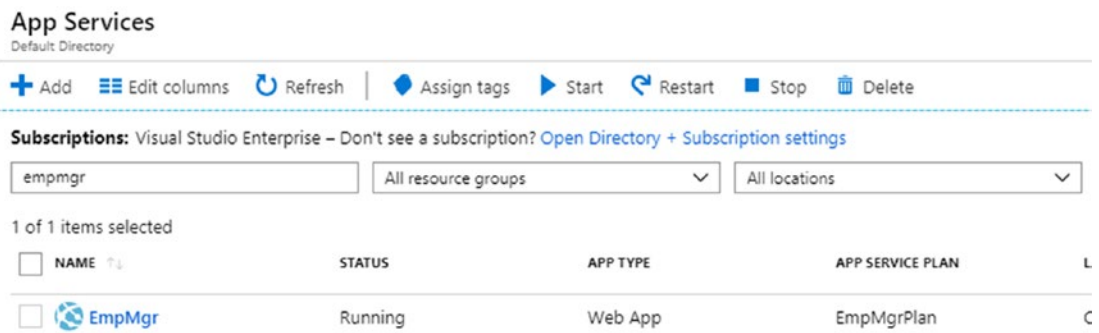 App Services
Default Directory
Add Edit columns Refresh Assign tags Start Restart Stop Delete
Subscriptions: Visual Studio Enterprise – Don't see a subscription? Open Directory + Subscription settings
empmgr All resource groups All locations
1 of 1 items selected
NAME STATUS APP TYPE APP SERVICE PLAN
EmpMgr Running Web App EmpMgrPlan